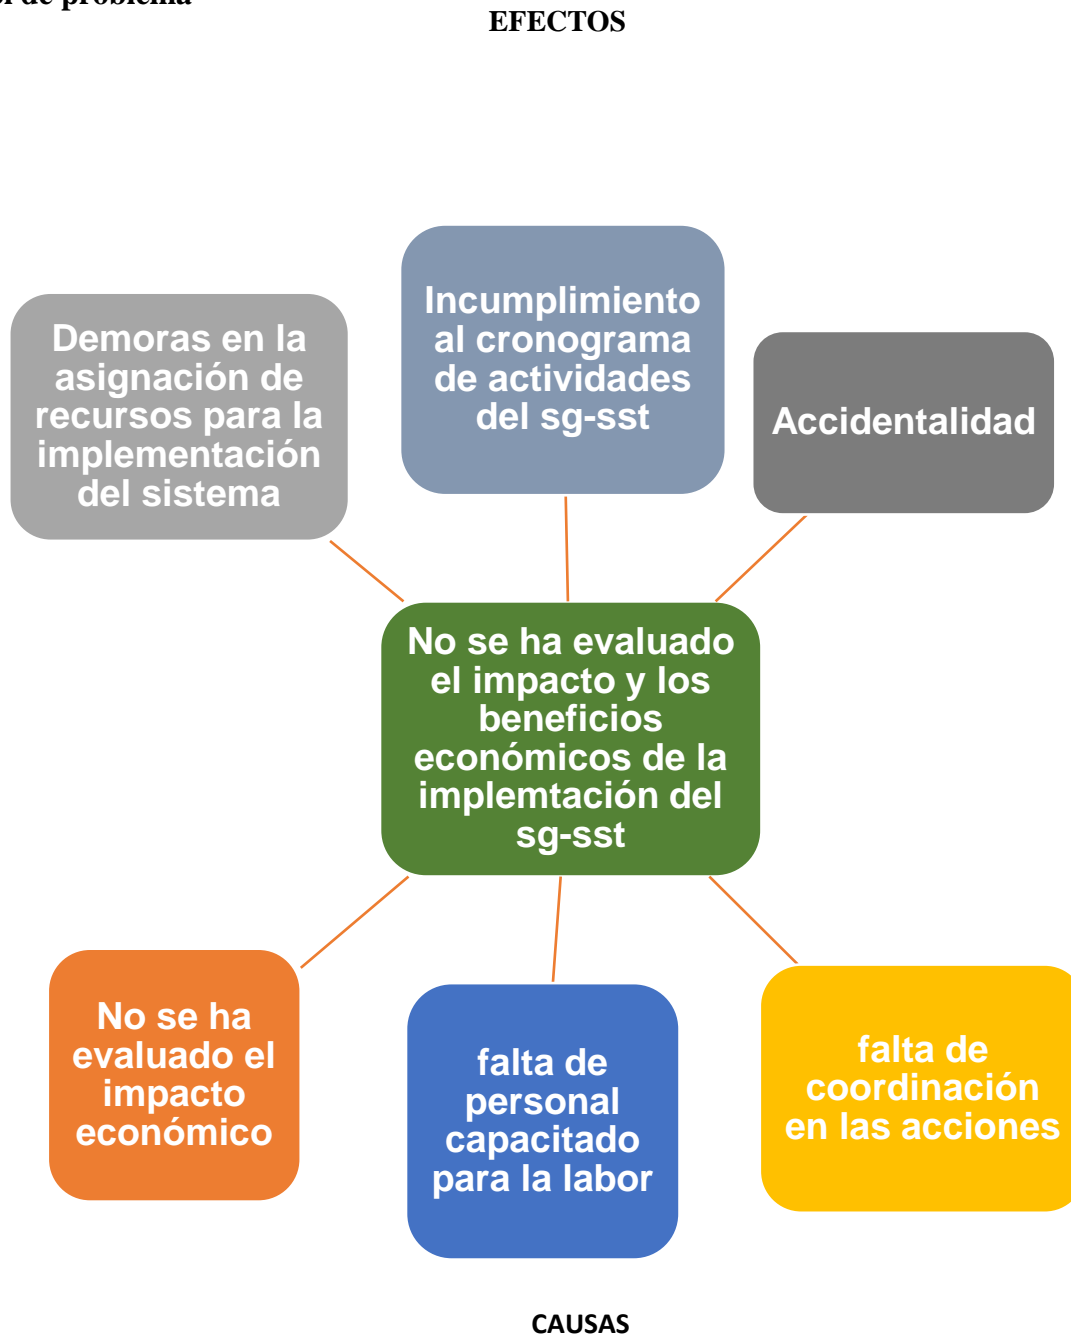 de problema
EFECTOS
Demoras en la
asignación de
recursos para la
implementación
del sistema
Incumplimiento
al cronograma
de actividades
del sg-sst
Accidentalidad
No se ha evaluado
el impacto y los
beneficios
económicos de la
implemtación del
sg-sst
No se ha
evaluado el
impacto
económico
falta de
personal
capacitado
para la labor
falta de
coordinación
en las acciones
CAUSAS